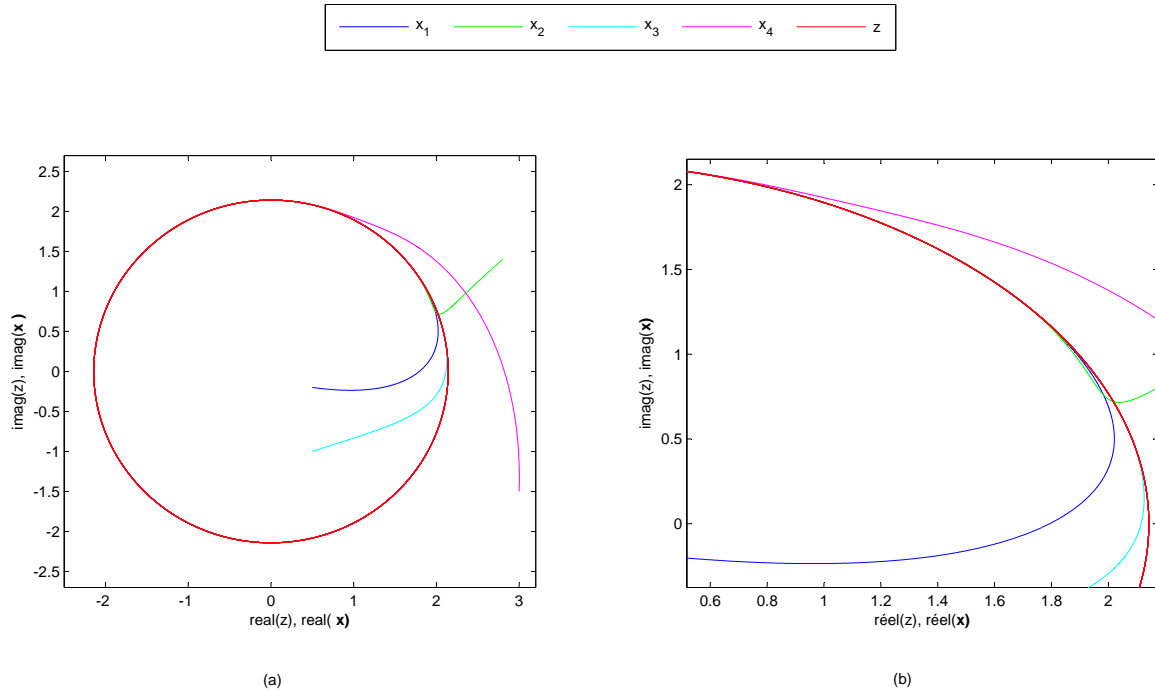 x1 x2 x3 x4 z
2.5
2
1.5
1
0.5
0
-0.5
-1
-1.5
-2
-2.5
imag(z), imag(x )
-2 -1 0 1 2 3
real(z), real( x)
(a)
2
1.5
1
0.5
0
imag(z), imag(x)
0.6 0.8 1 1.2 1.4 1.6 1.8 2
réel(z), réel(x)
(b)